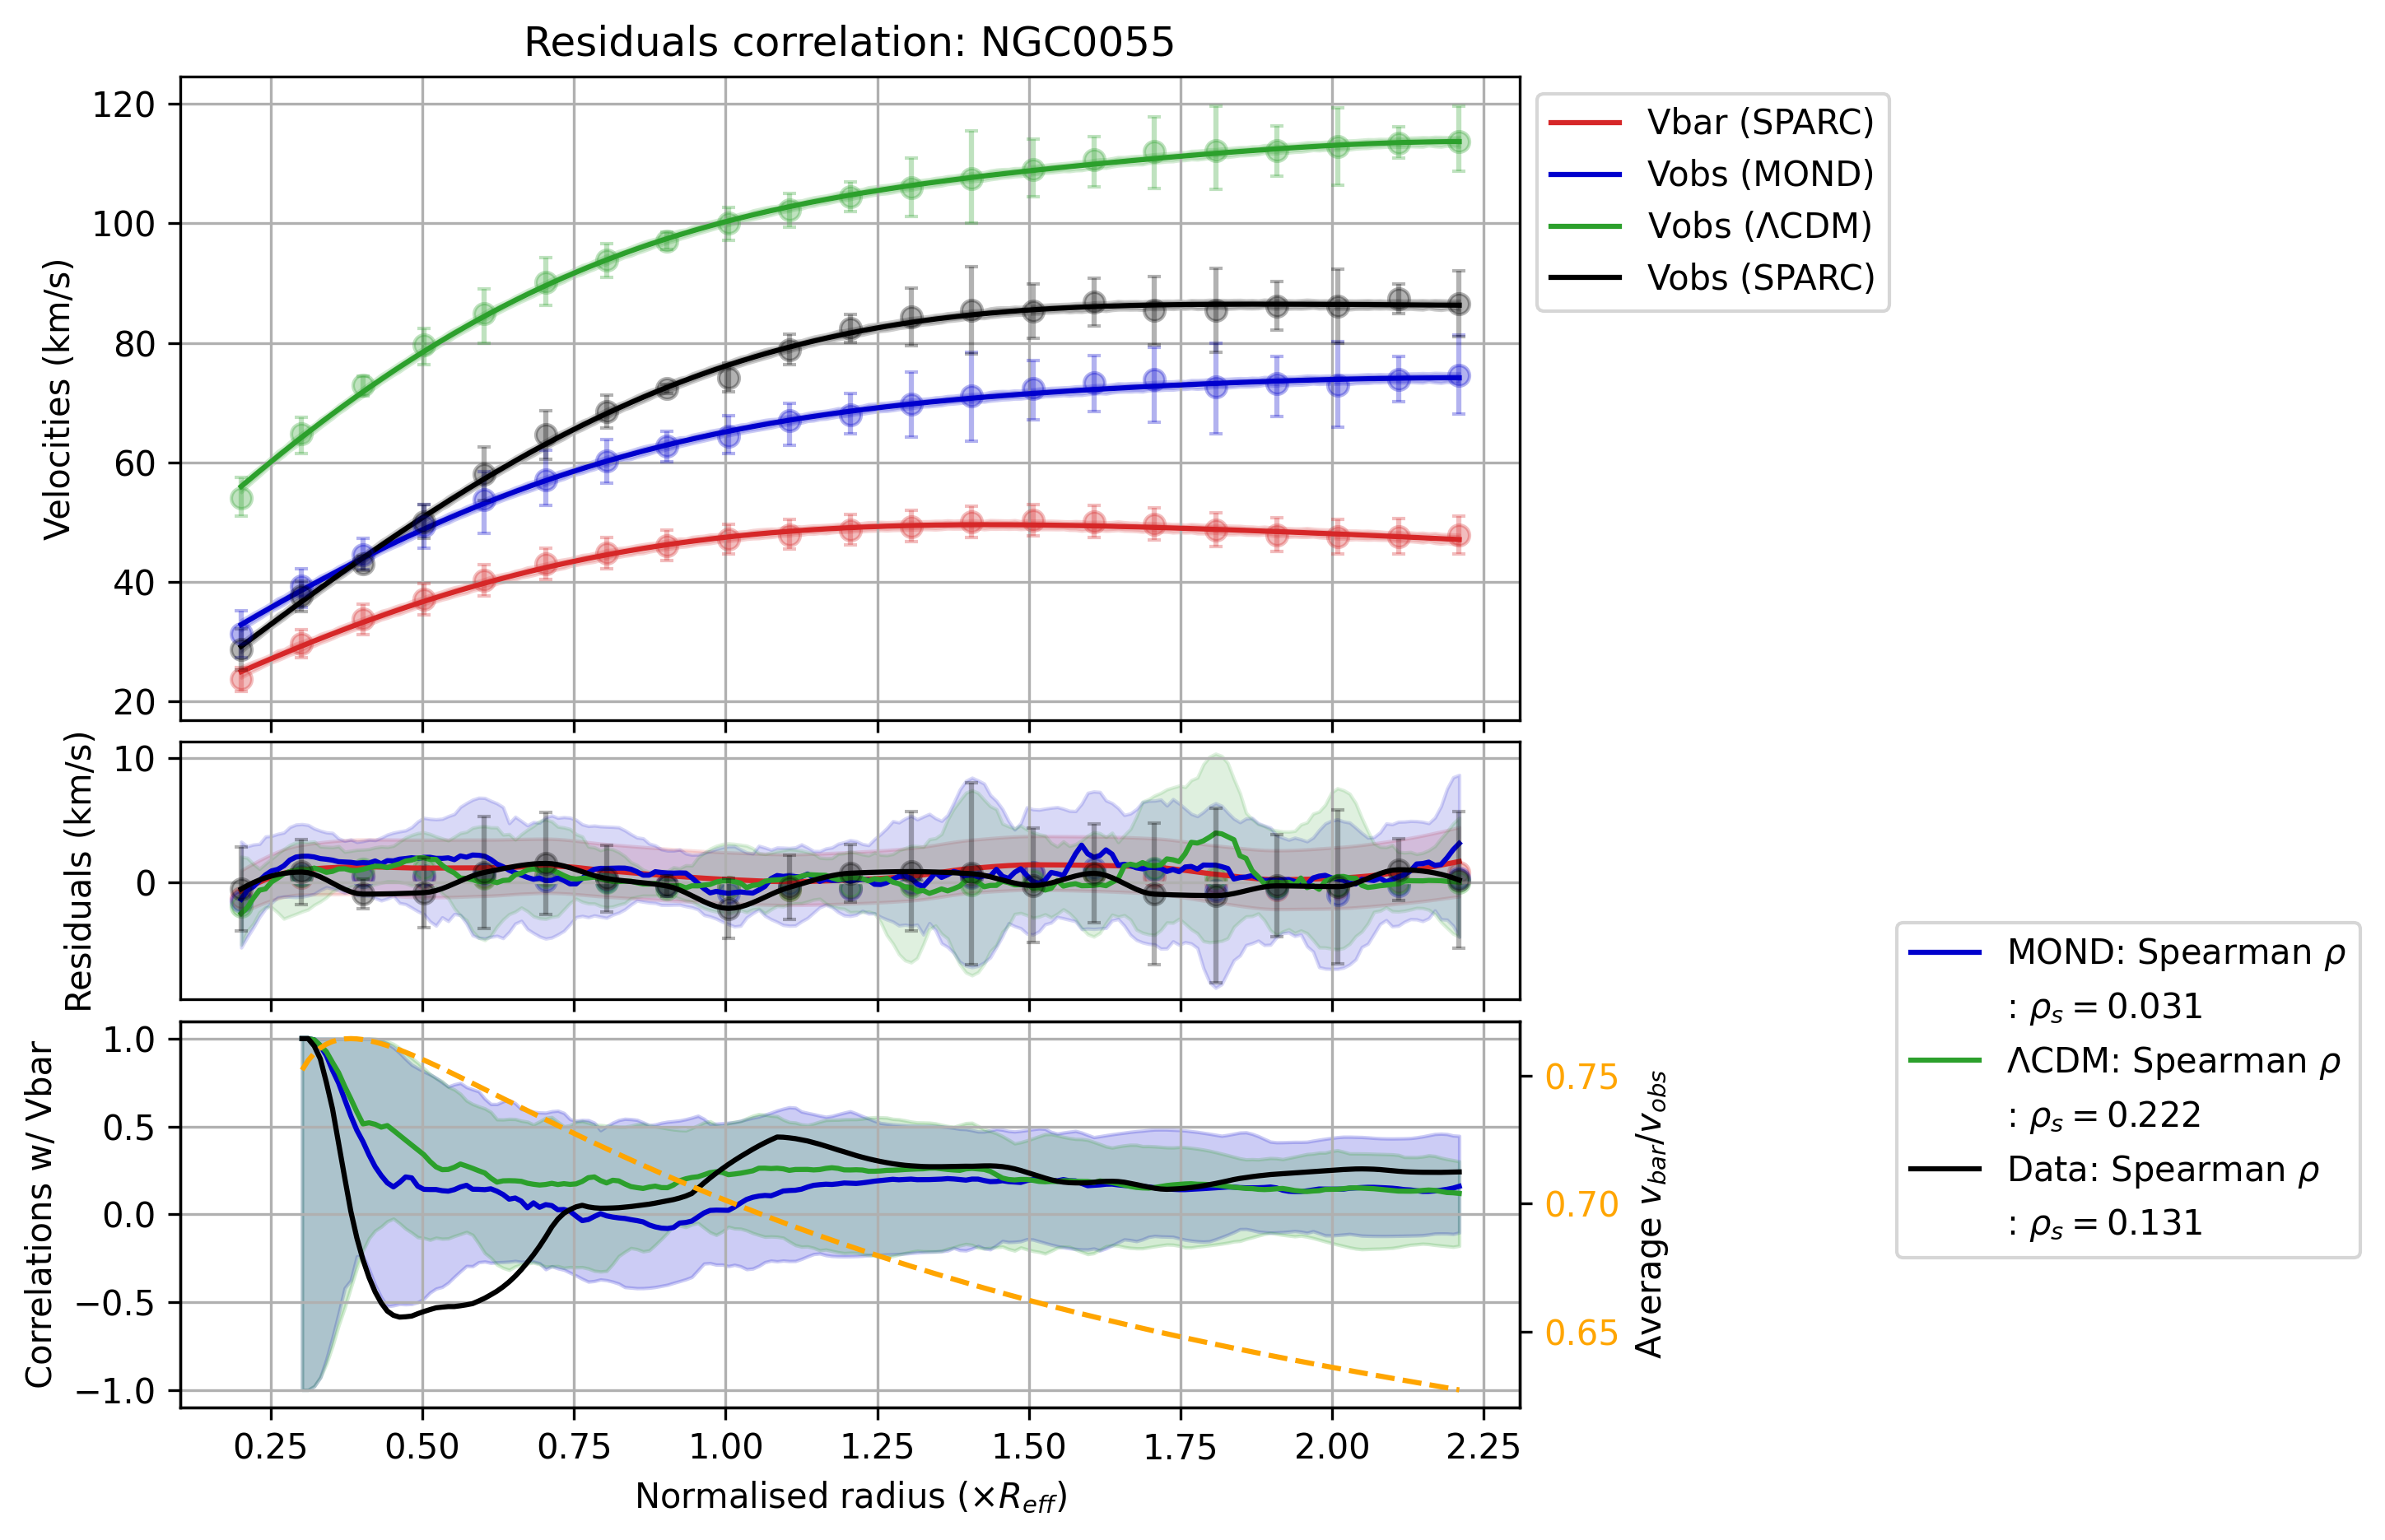 Residuals correlation: NGC0055
Velocities (km/s)
120
100
80
60
40
20
Vbar (SPARC)
Vobs (MOND)
Vobs (ΛCDM)
Vobs (SPARC)
Residuals (km/s)
10
0
Correlations w/ Vbar
1.0
0.5
0.0
−0.5
−1.0
0.75
0.70
0.65
Average v_bar/v_obs
MOND: Spearman ρ
: ρ_s = 0.031
ΛCDM: Spearman ρ
: ρ_s = 0.222
Data: Spearman ρ
: ρ_s = 0.131
0.25 0.50 0.75 1.00 1.25 1.50 1.75 2.00 2.25
Normalised radius (×R_eff)